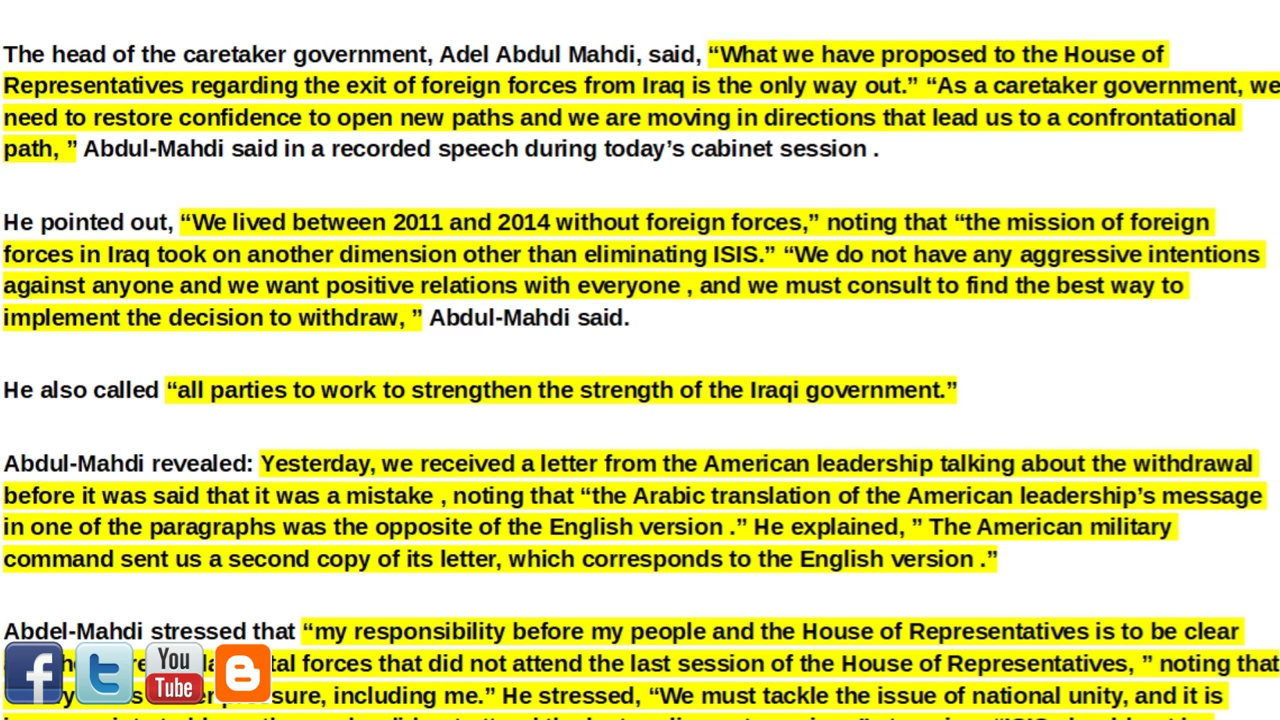 The head of the caretaker government, Adel Abdul Mahdi, said, “What we have proposed to the House of
Representatives regarding the exit of foreign forces from Iraq is the only way out.” “As a caretaker government, we
need to restore confidence to open new paths and we are moving in directions that lead us to a confrontational
path, ” Abdul-Mahdi said in a recorded speech during today’s cabinet session .
He pointed out, “We lived between 2011 and 2014 without foreign forces,” noting that “the mission of foreign
forces in Iraq took on another dimension other than eliminating ISIS.” “We do not have any aggressive intentions
against anyone and we want positive relations with everyone , and we must consult to find the best way to
implement the decision to withdraw, ” Abdul-Mahdi said.
He also called “all parties to work to strengthen the strength of the Iraqi government.”
Abdul-Mahdi revealed: Yesterday, we received a letter from the American leadership talking about the withdrawal
before it was said that it was a mistake , noting that “the Arabic translation of the American leadership’s message
in one of the paragraphs was the opposite of the English version .” He explained, ” The American military
command sent us a second copy of its letter, which corresponds to the English version .”
Abdel-Mahdi stressed that “my responsibility before my people and the House of Representatives is to be clear
forces that did not attend the last session of the House of Representatives, ” noting that
including me.” He stressed, “We must tackle the issue of national unity, and it is
You
Tube